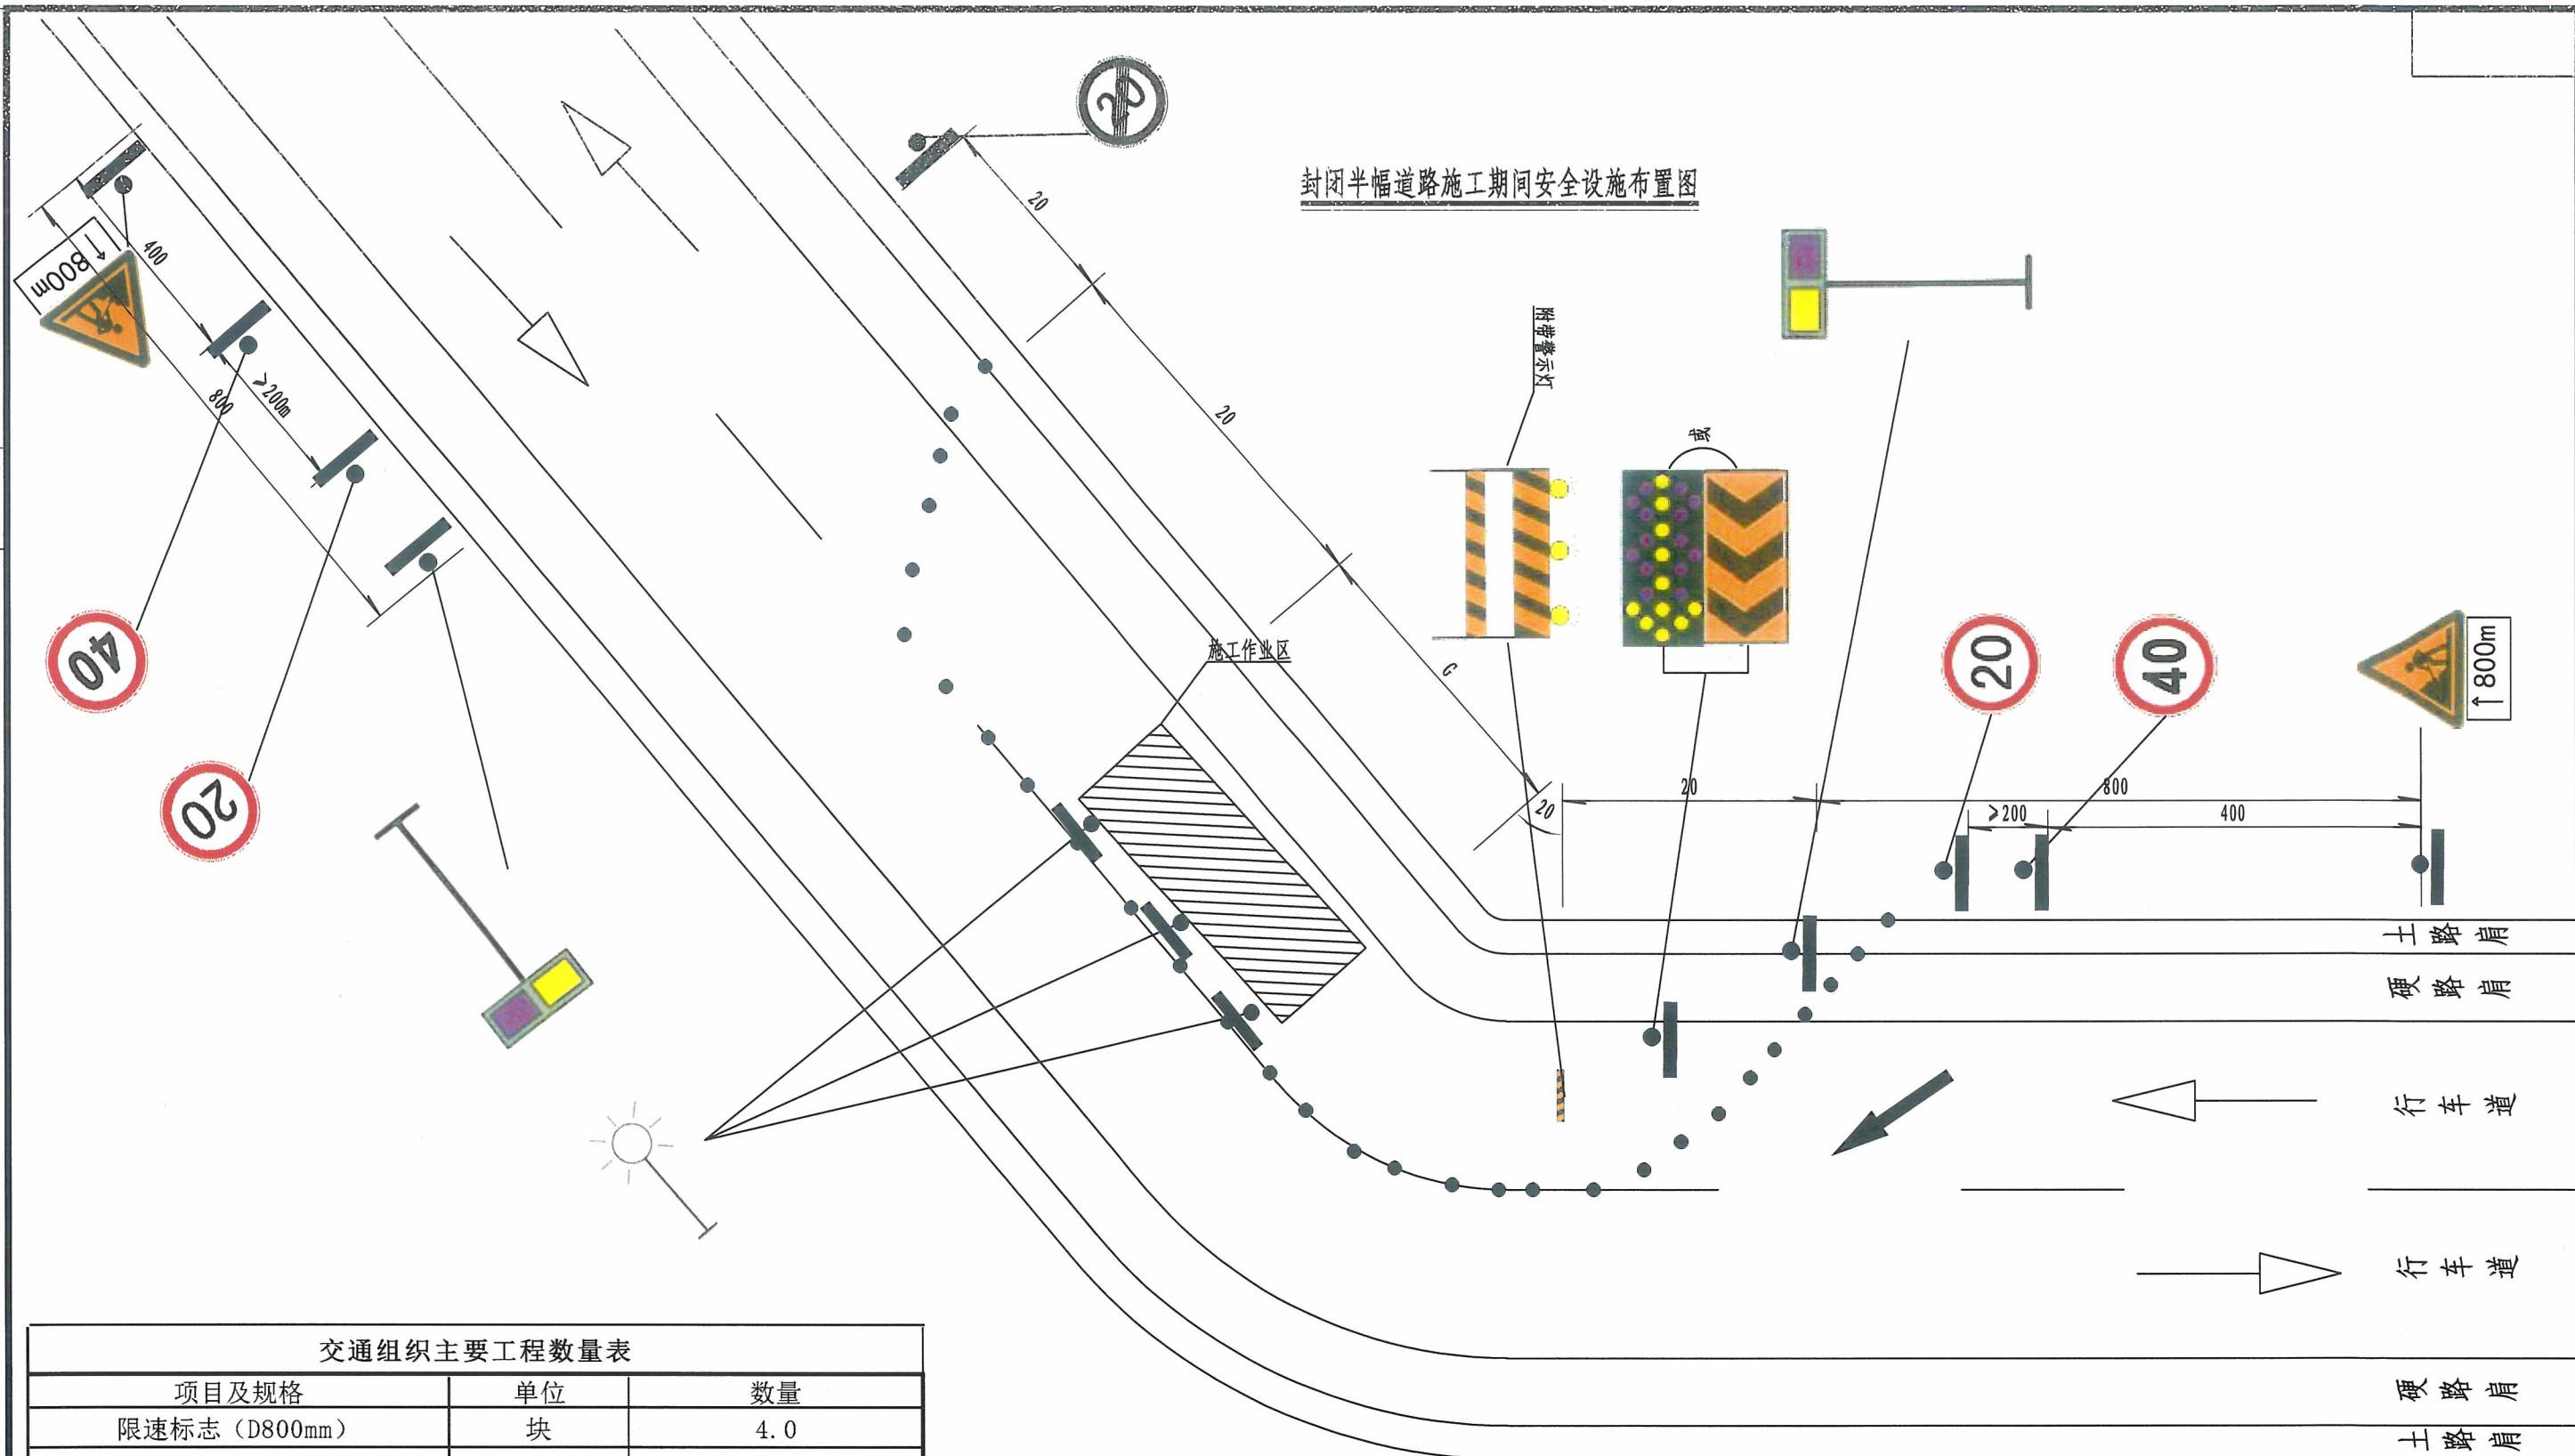 封闭半幅道路施工期间安全设施布置图
20
20
20
G
400
800m
≥200m
800
40
20
附带警示灯
或
施工作业区
20
40
800m
20
20
800
≥200
400
土路肩
硬路肩
行车道
行车道
硬路肩
土路肩
交通组织主要工程数量表
项目及规格 单位 数量
限速标志（D800mm） 块 4.0